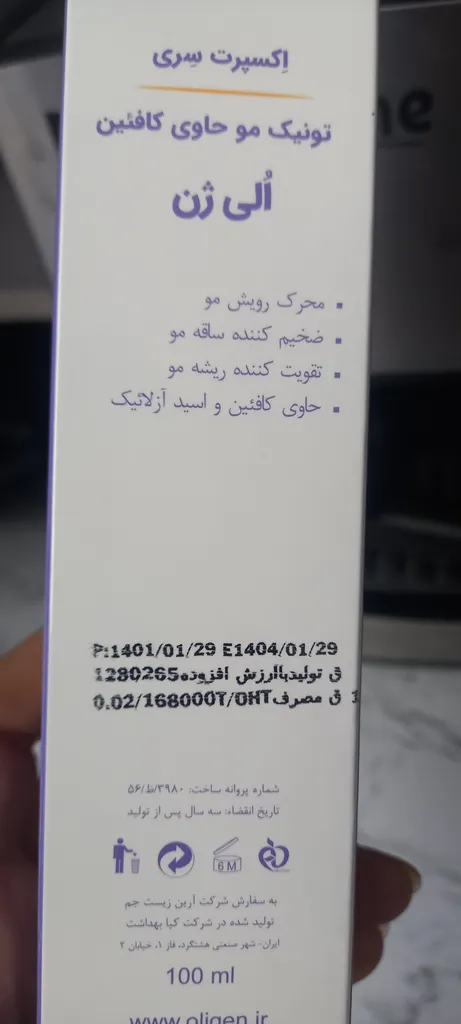 اِکسپرت سِری
تونیک مو حاوی کافئین
اُلی ژن
▪ محرک رویش مو
▪ ضخیم کننده ساقه مو
▪ تقویت کننده ریشه مو
▪ حاوی کافئین و اسید آزلائیک
P:1401/01/29 E1404/01/29
ق تولیدباارزش افزوده1280265
ق مصرف0.02/168000T/OHT
شماره پروانه ساخت: ۵۶/ظ/۳۹۸۰
تاریخ انقضاء: سه سال پس از تولید
6 M
به سفارش شرکت آرین زیست جم
تولید شده در شرکت کیا بهداشت
ایران- شهر صنعتی هشتگرد، فاز ۱، خیابان ۲
100 ml
www.oligen.ir